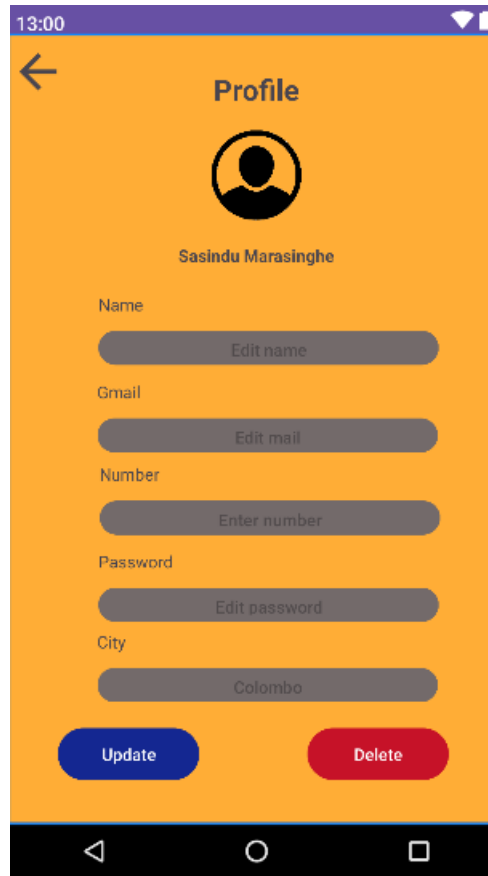 13:00
Profile
Sasindu Marasinghe
Name
Edit name
Gmail
Edit mail
Number
Enter number
Password
Edit password
City
Colombo
Update
Delete